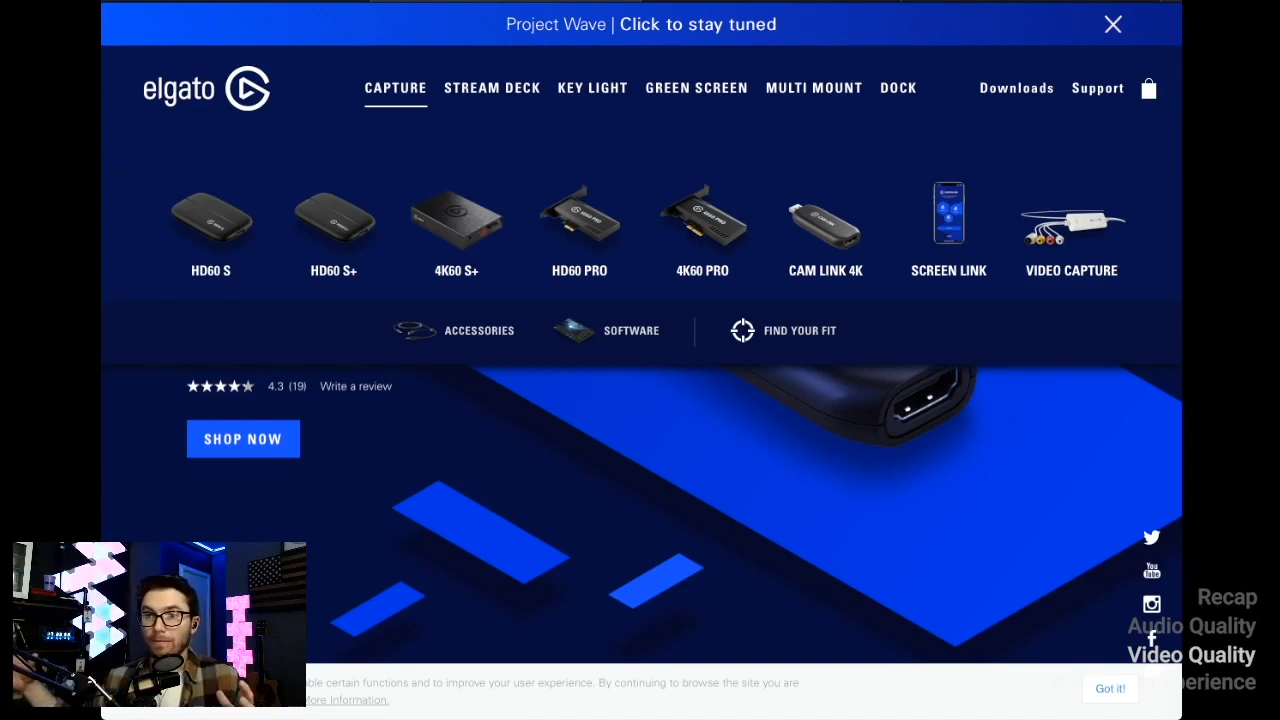 Project Wave | Click to stay tuned
elgato
CAPTURE STREAM DECK KEY LIGHT GREEN SCREEN MULTI MOUNT DOCK
Downloads Support
HD60 S HD60 S+ 4K60 S+ HD60 PRO 4K60 PRO CAM LINK 4K SCREEN LINK VIDEO CAPTURE
ACCESSORIES SOFTWARE FIND YOUR FIT
4.3 (19) Write a review
SHOP NOW
You
Tube
Recap
Audio Quality
Video Quality
certain functions and to improve your user experience. By continuing to browse the site you are
More Information.
Got it!